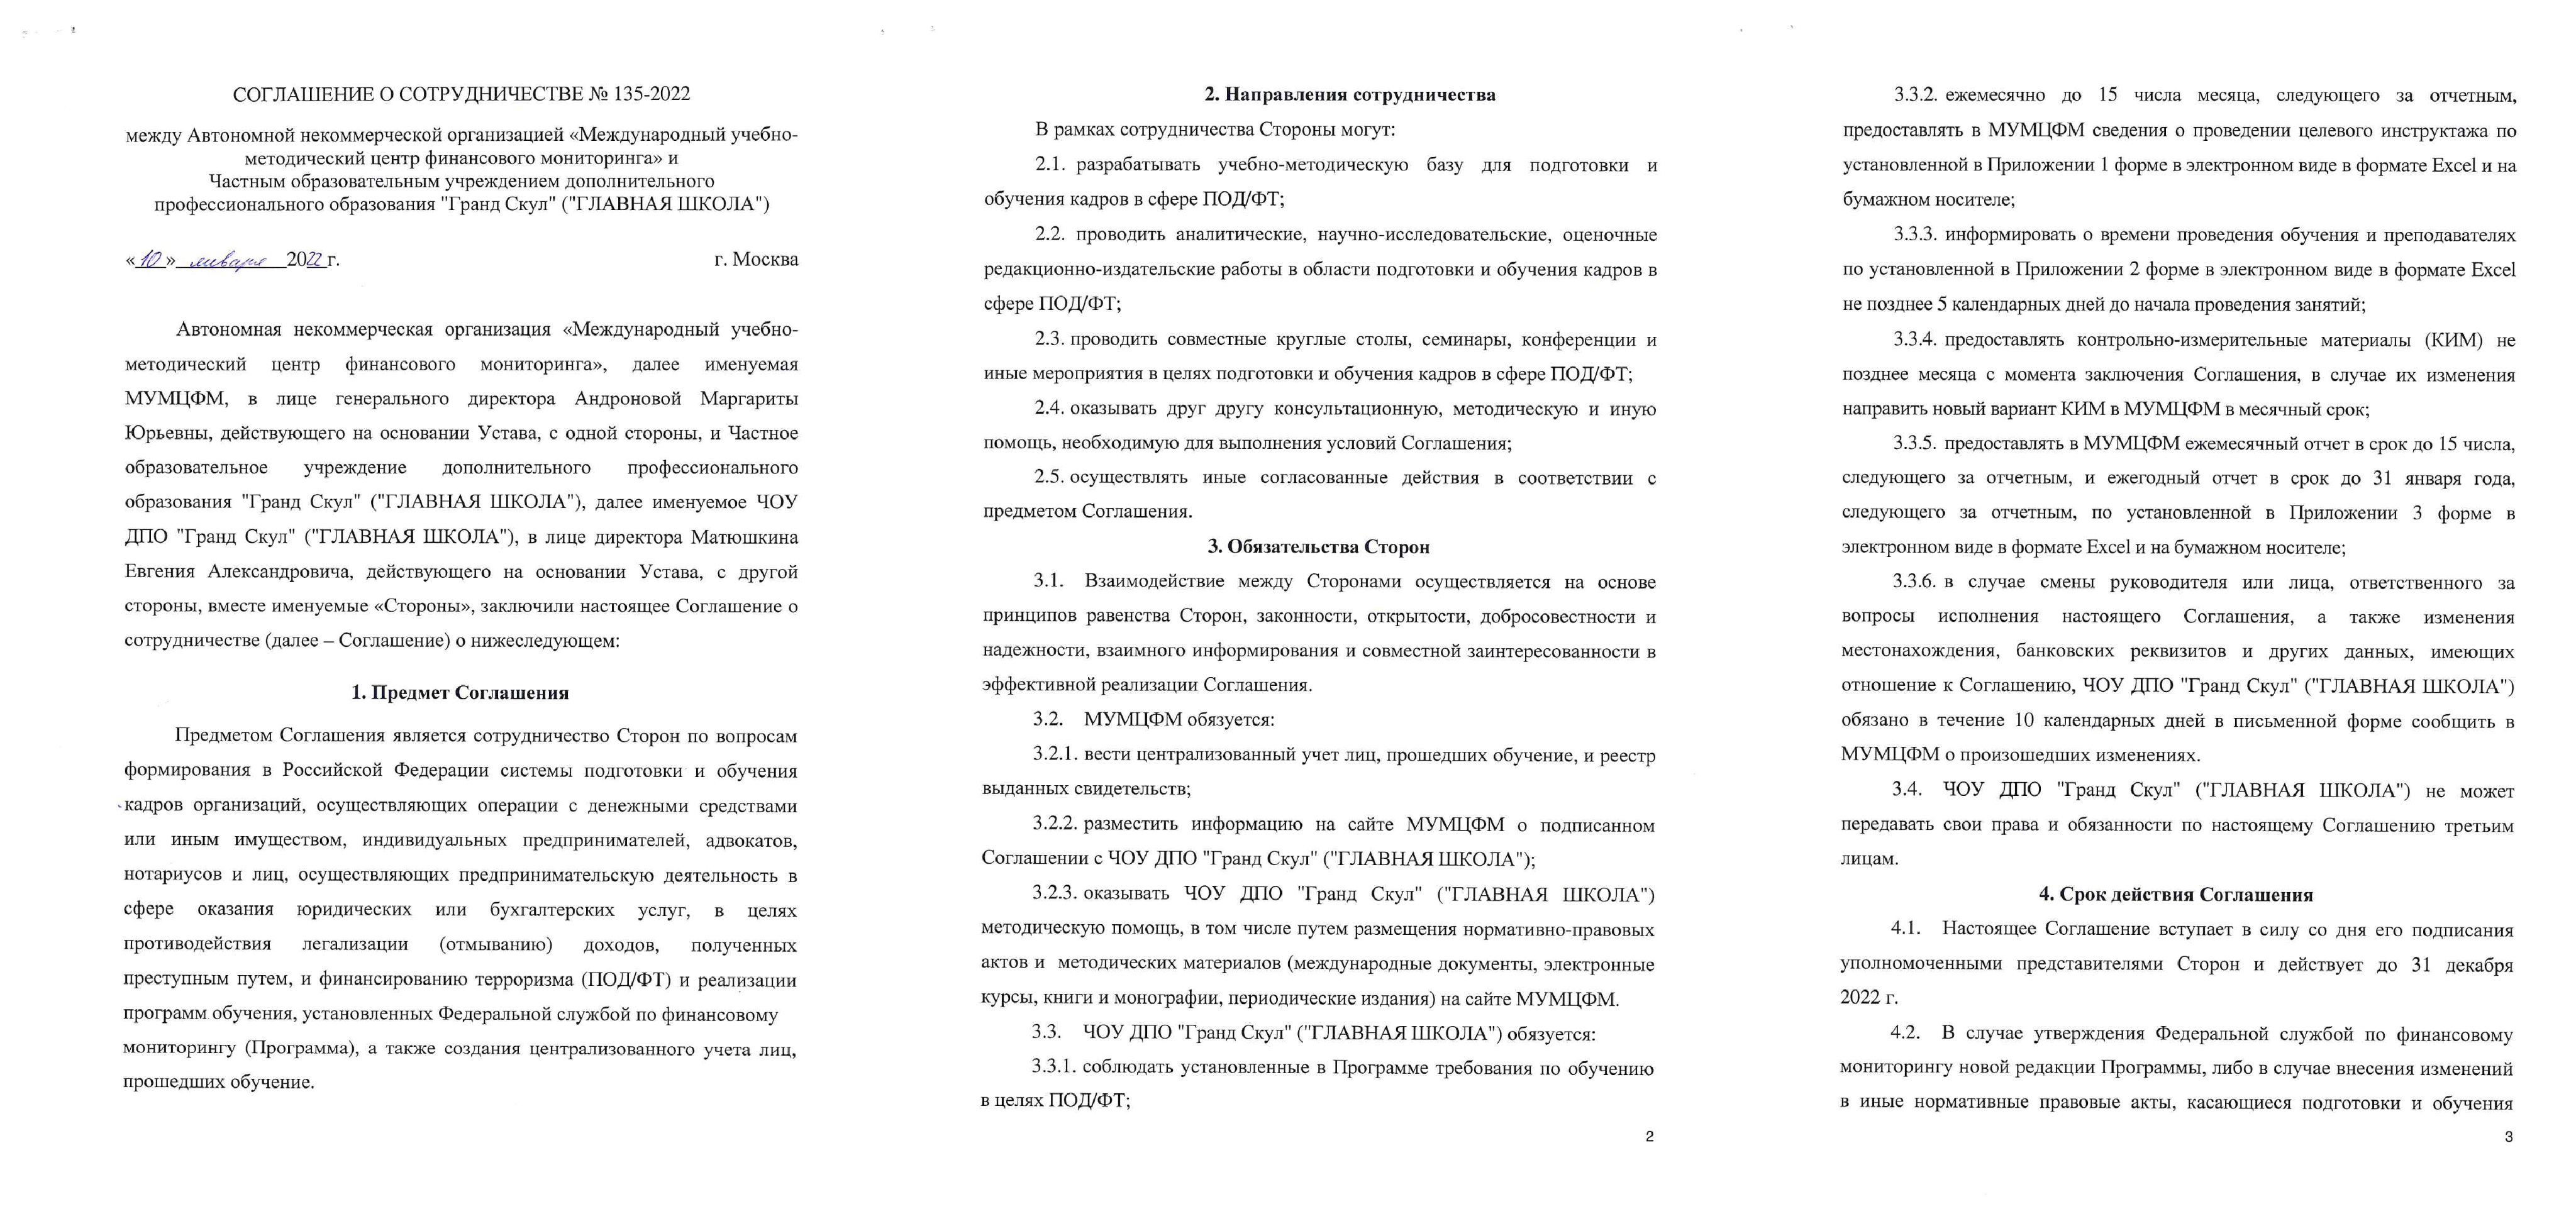 СОГЛАШЕНИЕ О СОТРУДНИЧЕСТВЕ № 135-2022
между Автономной некоммерческой организацией «Международный учебно-
методический центр финансового мониторинга» и
Частным образовательным учреждением дополнительного
профессионального образования "Гранд Скул" ("ГЛАВНАЯ ШКОЛА")
«10» января 2022г. г. Москва
Автономная некоммерческая организация «Международный учебно-
методический центр финансового мониторинга», далее именуемая
МУМЦФМ, в лице генерального директора Андроновой Маргариты
Юрьевны, действующего на основании Устава, с одной стороны, и Частное
образовательное учреждение дополнительного профессионального
образования "Гранд Скул" ("ГЛАВНАЯ ШКОЛА"), далее именуемое ЧОУ
ДПО "Гранд Скул" ("ГЛАВНАЯ ШКОЛА"), в лице директора Матюшкина
Евгения Александровича, действующего на основании Устава, с другой
стороны, вместе именуемые «Стороны», заключили настоящее Соглашение о
сотрудничестве (далее – Соглашение) о нижеследующем:
1. Предмет Соглашения
Предметом Соглашения является сотрудничество Сторон по вопросам
формирования в Российской Федерации системы подготовки и обучения
кадров организаций, осуществляющих операции с денежными средствами
или иным имуществом, индивидуальных предпринимателей, адвокатов,
нотариусов и лиц, осуществляющих предпринимательскую деятельность в
сфере оказания юридических или бухгалтерских услуг, в целях
противодействия легализации (отмыванию) доходов, полученных
преступным путем, и финансированию терроризма (ПОД/ФТ) и реализации
программ обучения, установленных Федеральной службой по финансовому
мониторингу (Программа), а также создания централизованного учета лиц,
прошедших обучение.
2. Направления сотрудничества
В рамках сотрудничества Стороны могут:
2.1. разрабатывать учебно-методическую базу для подготовки и
обучения кадров в сфере ПОД/ФТ;
2.2. проводить аналитические, научно-исследовательские, оценочные
редакционно-издательские работы в области подготовки и обучения кадров в
сфере ПОД/ФТ;
2.3. проводить совместные круглые столы, семинары, конференции и
иные мероприятия в целях подготовки и обучения кадров в сфере ПОД/ФТ;
2.4. оказывать друг другу консультационную, методическую и иную
помощь, необходимую для выполнения условий Соглашения;
2.5. осуществлять иные согласованные действия в соответствии с
предметом Соглашения.
3. Обязательства Сторон
3.1. Взаимодействие между Сторонами осуществляется на основе
принципов равенства Сторон, законности, открытости, добросовестности и
надежности, взаимного информирования и совместной заинтересованности в
эффективной реализации Соглашения.
3.2. МУМЦФМ обязуется:
3.2.1. вести централизованный учет лиц, прошедших обучение, и реестр
выданных свидетельств;
3.2.2. разместить информацию на сайте МУМЦФМ о подписанном
Соглашении с ЧОУ ДПО "Гранд Скул" ("ГЛАВНАЯ ШКОЛА");
3.2.3. оказывать ЧОУ ДПО "Гранд Скул" ("ГЛАВНАЯ ШКОЛА")
методическую помощь, в том числе путем размещения нормативно-правовых
актов и методических материалов (международные документы, электронные
курсы, книги и монографии, периодические издания) на сайте МУМЦФМ.
3.3. ЧОУ ДПО "Гранд Скул" ("ГЛАВНАЯ ШКОЛА") обязуется:
3.3.1. соблюдать установленные в Программе требования по обучению
в целях ПОД/ФТ;
2
3.3.2. ежемесячно до 15 числа месяца, следующего за отчетным,
предоставлять в МУМЦФМ сведения о проведении целевого инструктажа по
установленной в Приложении 1 форме в электронном виде в формате Excel и на
бумажном носителе;
3.3.3. информировать о времени проведения обучения и преподавателях
по установленной в Приложении 2 форме в электронном виде в формате Excel
не позднее 5 календарных дней до начала проведения занятий;
3.3.4. предоставлять контрольно-измерительные материалы (КИМ) не
позднее месяца с момента заключения Соглашения, в случае их изменения
направить новый вариант КИМ в МУМЦФМ в месячный срок;
3.3.5. предоставлять в МУМЦФМ ежемесячный отчет в срок до 15 числа,
следующего за отчетным, и ежегодный отчет в срок до 31 января года,
следующего за отчетным, по установленной в Приложении 3 форме в
электронном виде в формате Excel и на бумажном носителе;
3.3.6. в случае смены руководителя или лица, ответственного за
вопросы исполнения настоящего Соглашения, а также изменения
местонахождения, банковских реквизитов и других данных, имеющих
отношение к Соглашению, ЧОУ ДПО "Гранд Скул" ("ГЛАВНАЯ ШКОЛА")
обязано в течение 10 календарных дней в письменной форме сообщить в
МУМЦФМ о произошедших изменениях.
3.4. ЧОУ ДПО "Гранд Скул" ("ГЛАВНАЯ ШКОЛА") не может
передавать свои права и обязанности по настоящему Соглашению третьим
лицам.
4. Срок действия Соглашения
4.1. Настоящее Соглашение вступает в силу со дня его подписания
уполномоченными представителями Сторон и действует до 31 декабря
2022 г.
4.2. В случае утверждения Федеральной службой по финансовому
мониторингу новой редакции Программы, либо в случае внесения изменений
в иные нормативные правовые акты, касающиеся подготовки и обучения
3